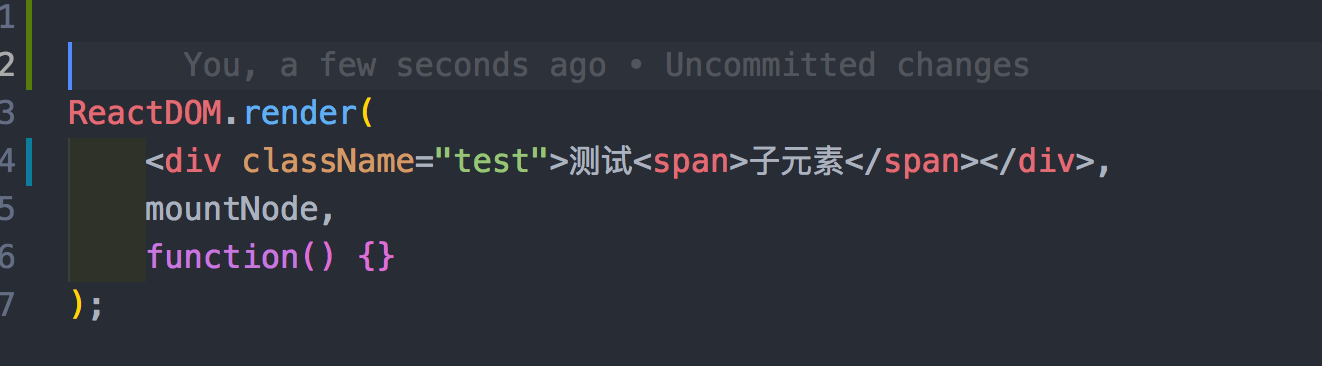 1
2 You, a few seconds ago • Uncommitted changes
3 ReactDOM.render(
4 <div className="test">测试<span>子元素</span></div>,
5 mountNode,
6 function() {}
7 );